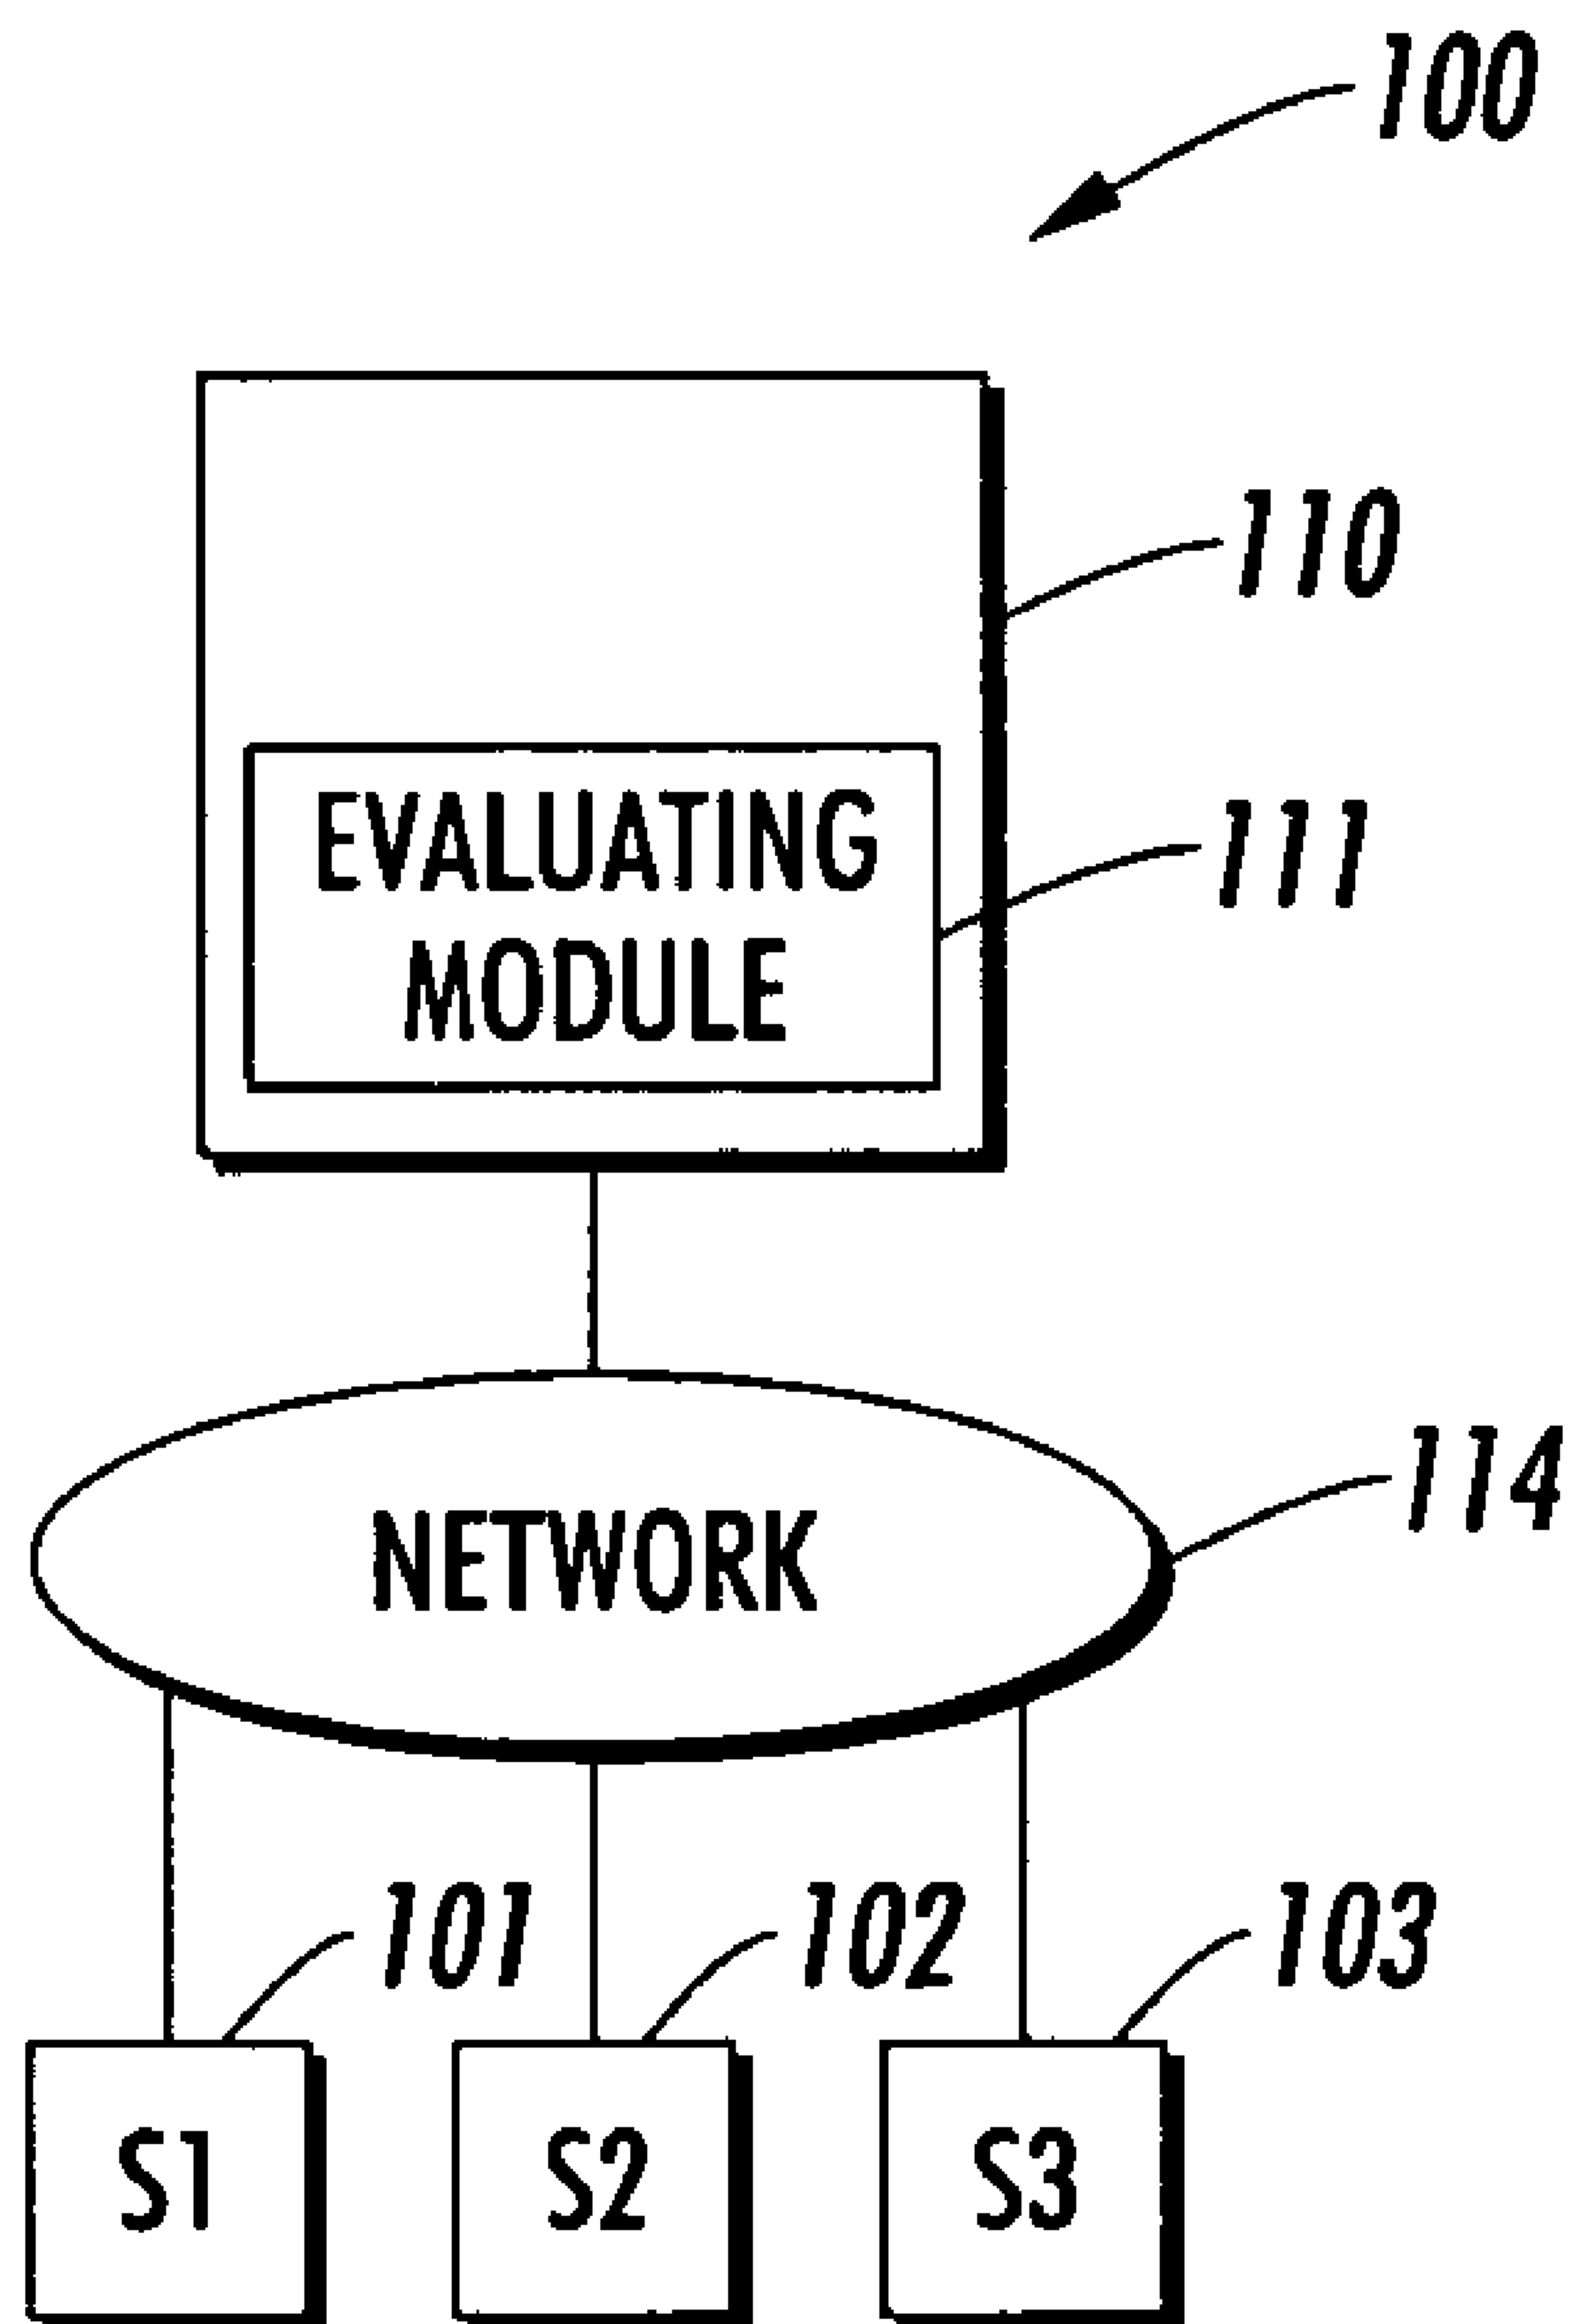 100
110
EVALUATING
111
MODULE
NETWORK
114
101
102
103
S1
S2
S3